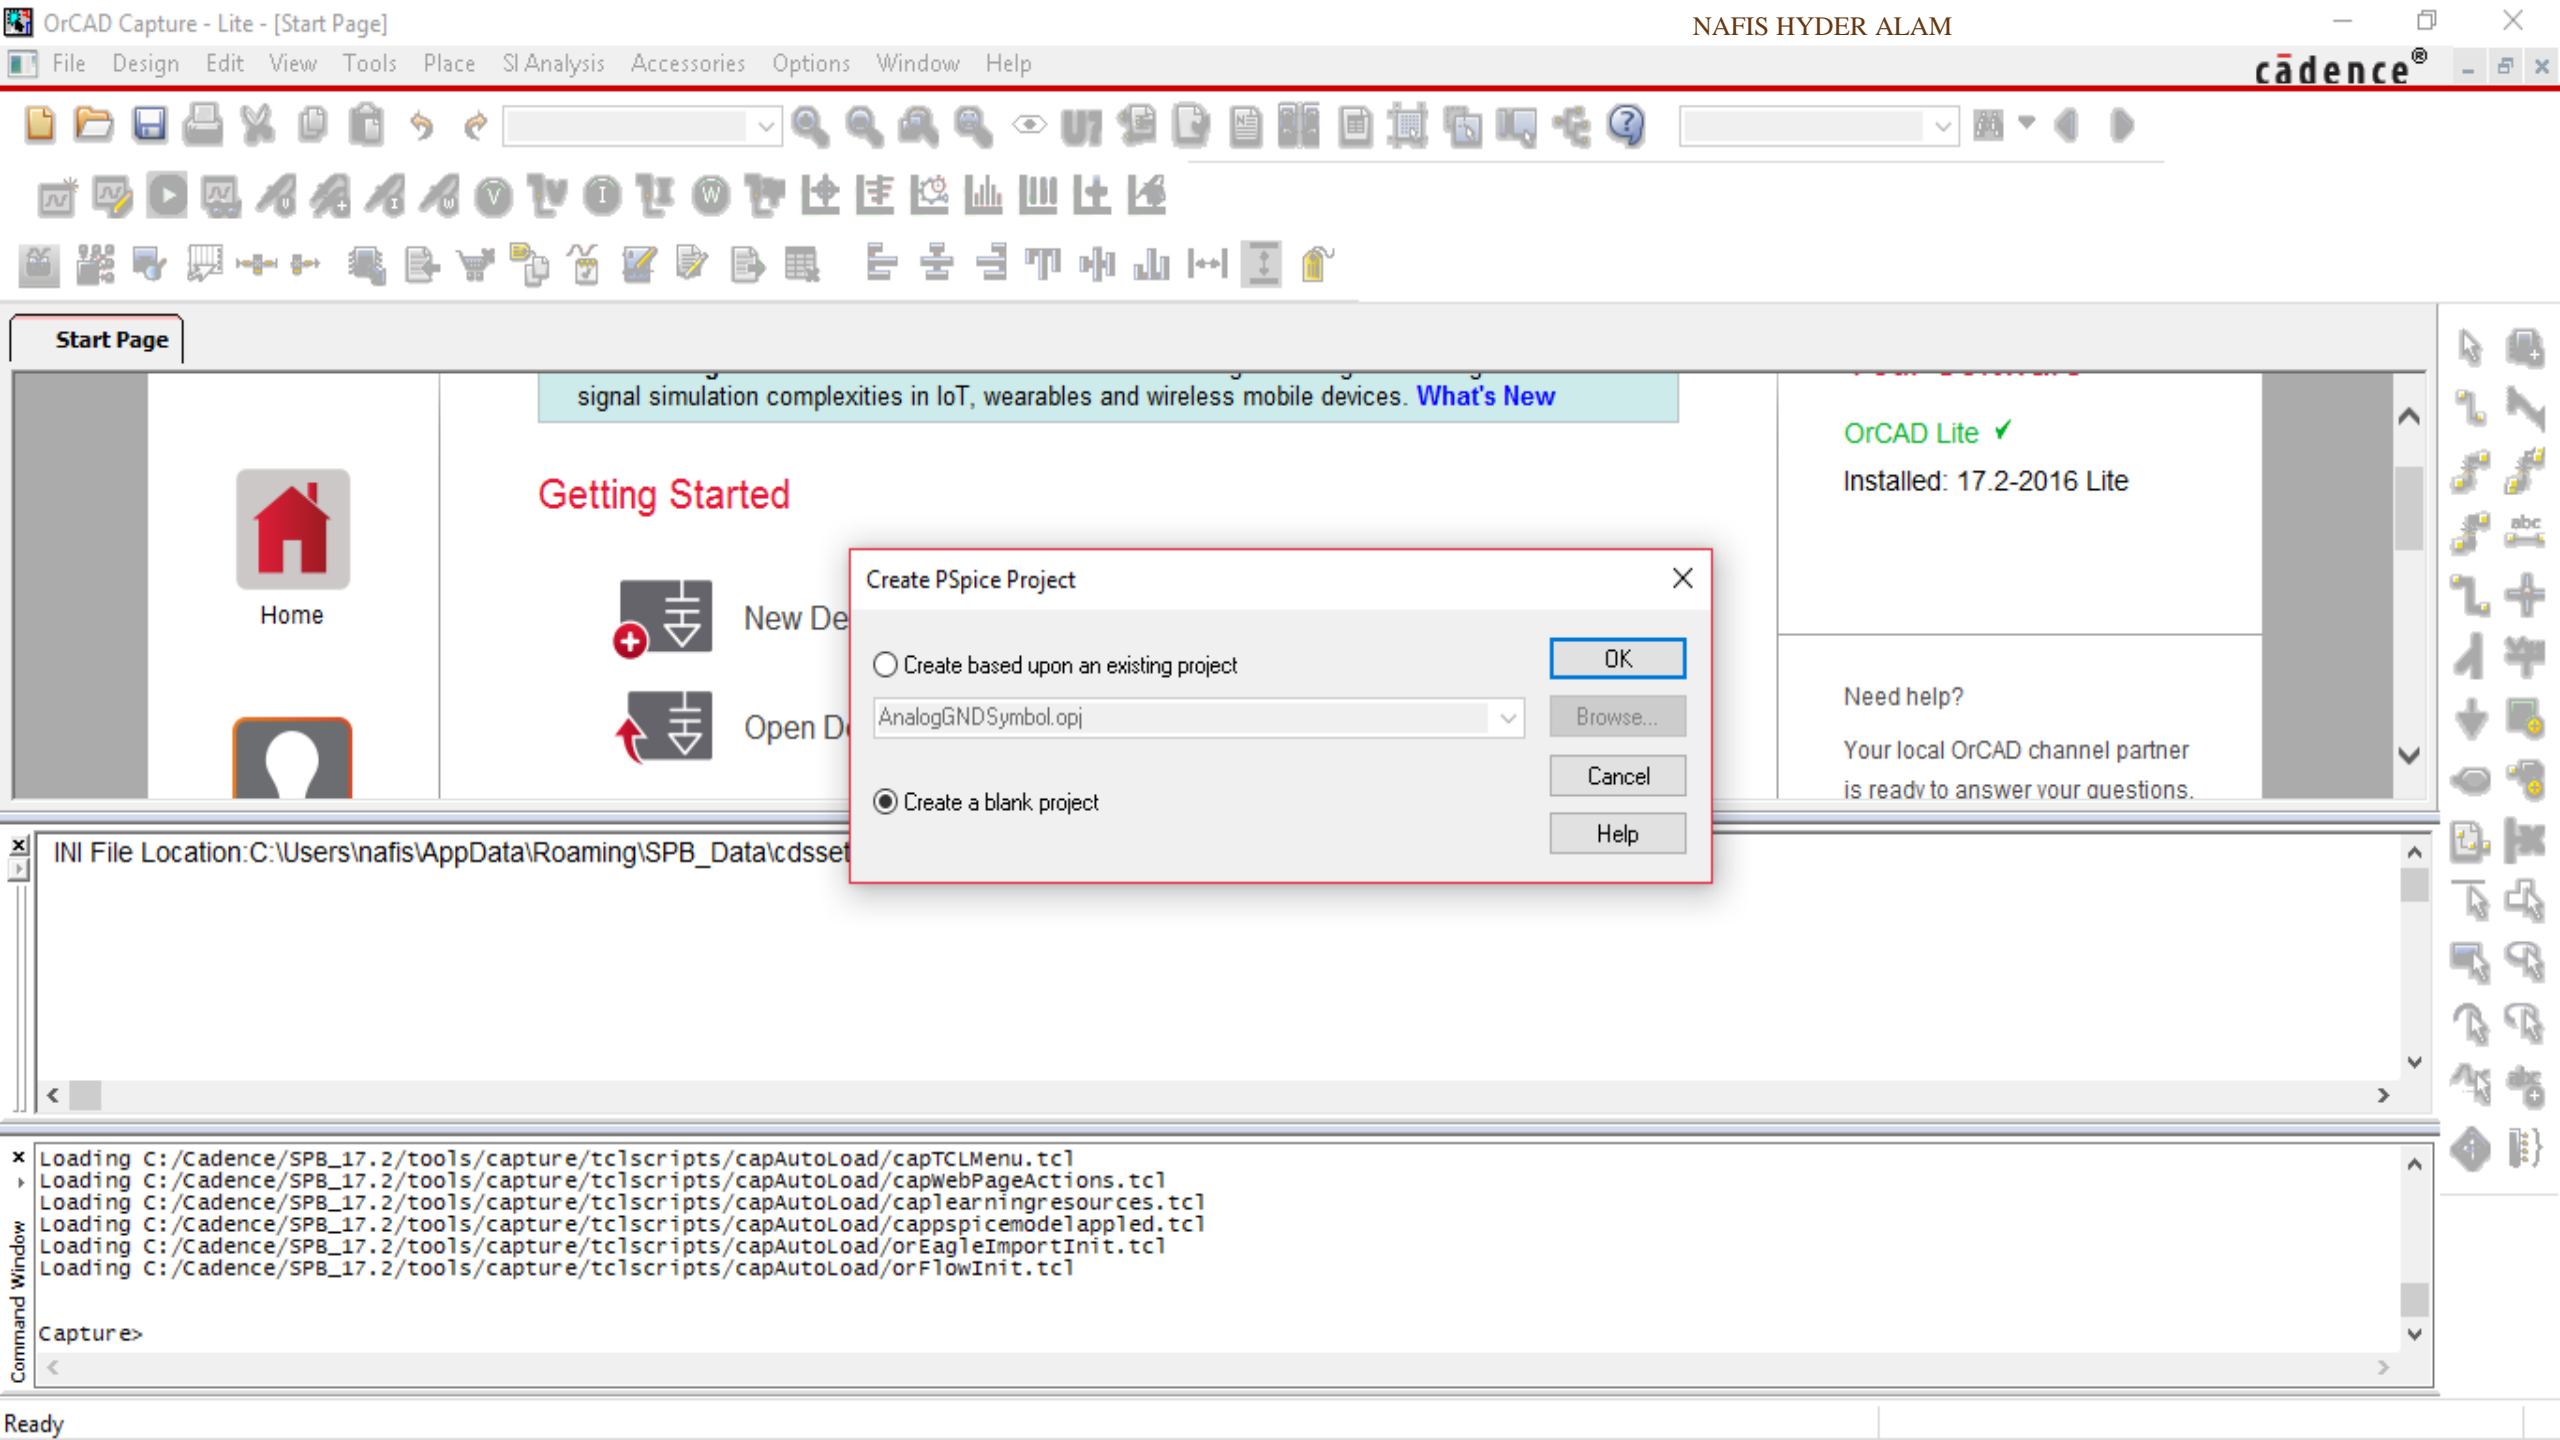 OrCAD Capture - Lite - [Start Page]
NAFIS HYDER ALAM
File Design Edit View Tools Place SI Analysis Accessories Options Window Help
cādence®
Start Page
signal simulation complexities in IoT, wearables and wireless mobile devices. What's New
OrCAD Lite
Installed: 17.2-2016 Lite
Getting Started
Home
New De
Open D
Create PSpice Project
Create based upon an existing project
OK
AnalogGNDSymbol.opj
Browse...
Cancel
Create a blank project
Help
Need help?
Your local OrCAD channel partner
is ready to answer your questions.
INI File Location:C:\Users\nafis\AppData\Roaming\SPB_Data\cdsset
Loading C:/Cadence/SPB_17.2/tools/capture/tclscripts/capAutoLoad/capTCLMenu.tcl
Loading C:/Cadence/SPB_17.2/tools/capture/tclscripts/capAutoLoad/capWebPageActions.tcl
Loading C:/Cadence/SPB_17.2/tools/capture/tclscripts/capAutoLoad/caplearningresources.tcl
Loading C:/Cadence/SPB_17.2/tools/capture/tclscripts/capAutoLoad/cappspicemodelappled.tcl
Loading C:/Cadence/SPB_17.2/tools/capture/tclscripts/capAutoLoad/orEagleImportInit.tcl
Loading C:/Cadence/SPB_17.2/tools/capture/tclscripts/capAutoLoad/orFlowInit.tcl
Capture>
Command Window
Ready